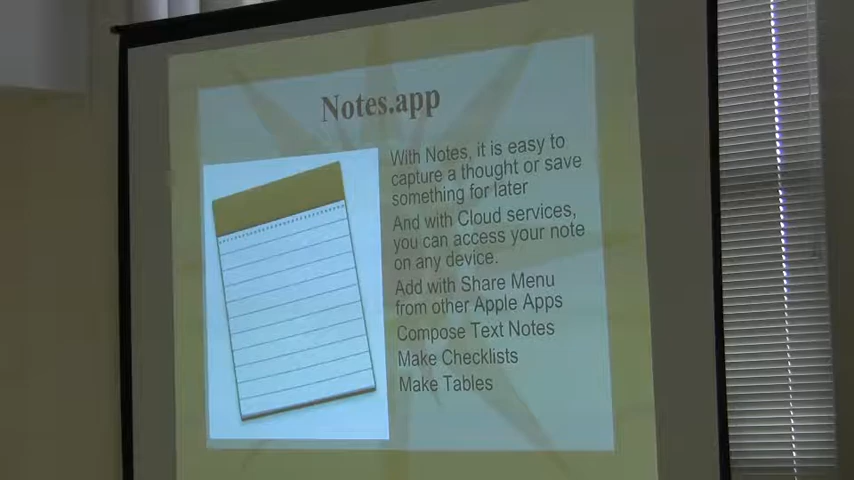 Notes.app
With Notes, it is easy to
capture a thought or save
something for later
And with Cloud services,
you can access your note
on any device.
Add with Share Menu
from other Apple Apps
Compose Text Notes
Make Checklists
Make Tables